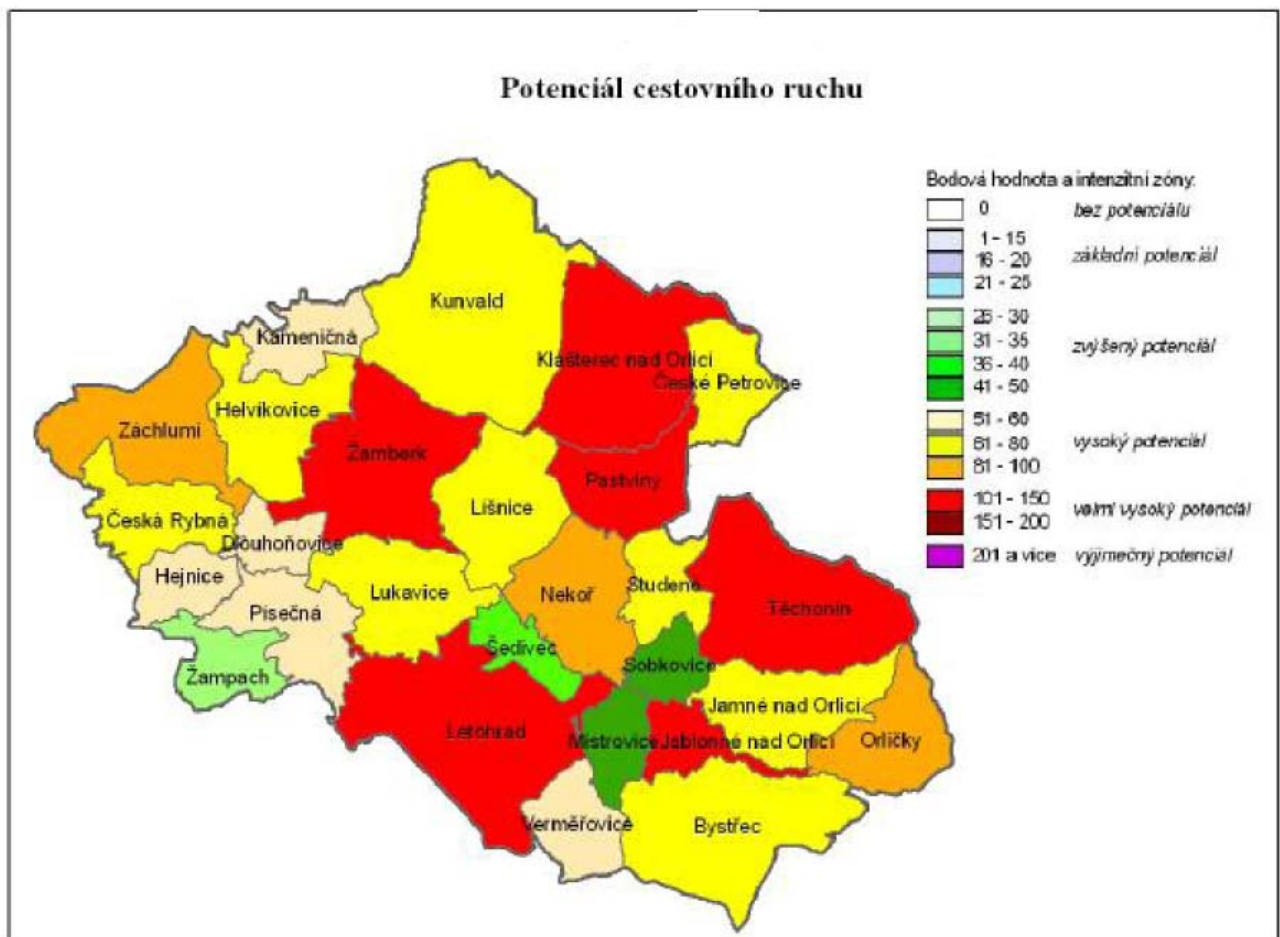 Potenciál cestovního ruchu
Bodová hodnota a intenzitní zóny:
0 bez potenciálu
1 - 15
16 - 20 základní potenciál
21 - 25
26 - 30
31 - 35 zvýšený potenciál
36 - 40
41 - 50
51 - 60
61 - 80 vysoký potenciál
81 - 100
101 - 150 velmi vysoký potenciál
151 - 200
201 a více výjimečný potenciál
Kunvald
Kameničná
Klášterec nad Orlicí
České Petrovice
Helvíkovice
Záchlumí
Žamberk
Pastviny
Líšnice
Česká Rybná
Dlouhoňovice
Hejnice
Lukavice
Nekoř
Studené
Těchonín
Písečná
Šedivec
Sobkovice
Žampach
Jamné nad Orlicí
Letohrad
Mistrovice
Jablonné nad Orlicí
Orličky
Verměřovice
Bystřec